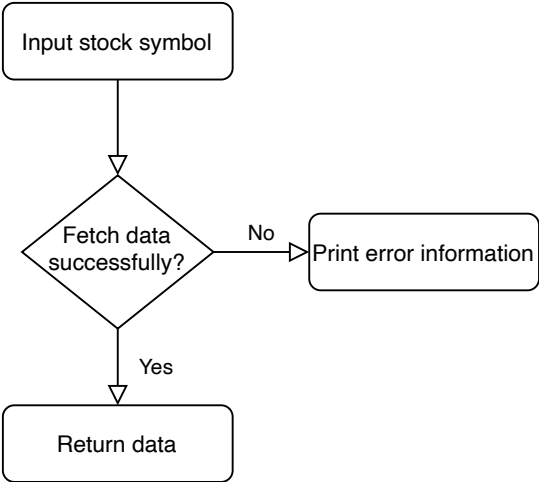 Input stock symbol
Fetch data
successfully?
No
Print error information
Yes
Return data